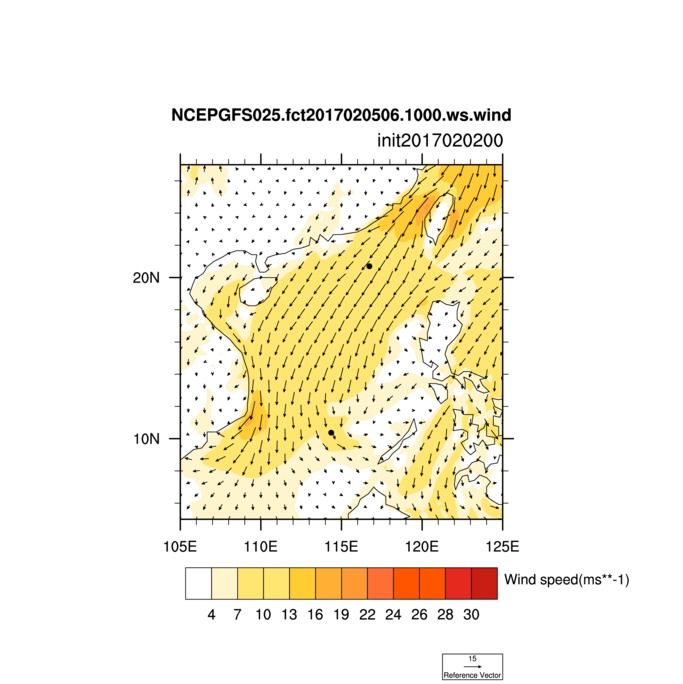 NCEPGFS025.fct2017020506.1000.ws.wind
init2017020200
20N
10N
105E 110E 115E 120E 125E
Wind speed(ms**-1)
4 7 10 13 16 19 22 24 26 28 30
15
Reference Vector